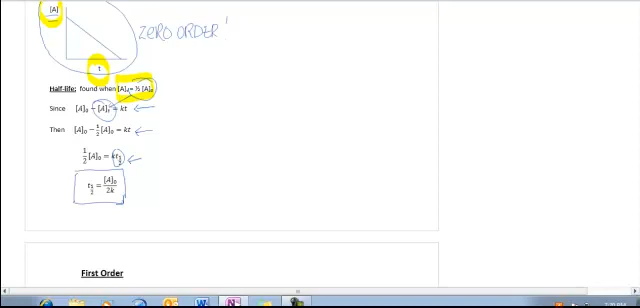 [A]
ZERO ORDER!
t
Half-life: found when [A]ₜ= ½ [A]₀
Since [A]₀ − [A]ₜ = kt
Then [A]₀ − ½[A]₀ = kt
½[A]₀ = kt½
t½ = [A]₀/2k
First Order